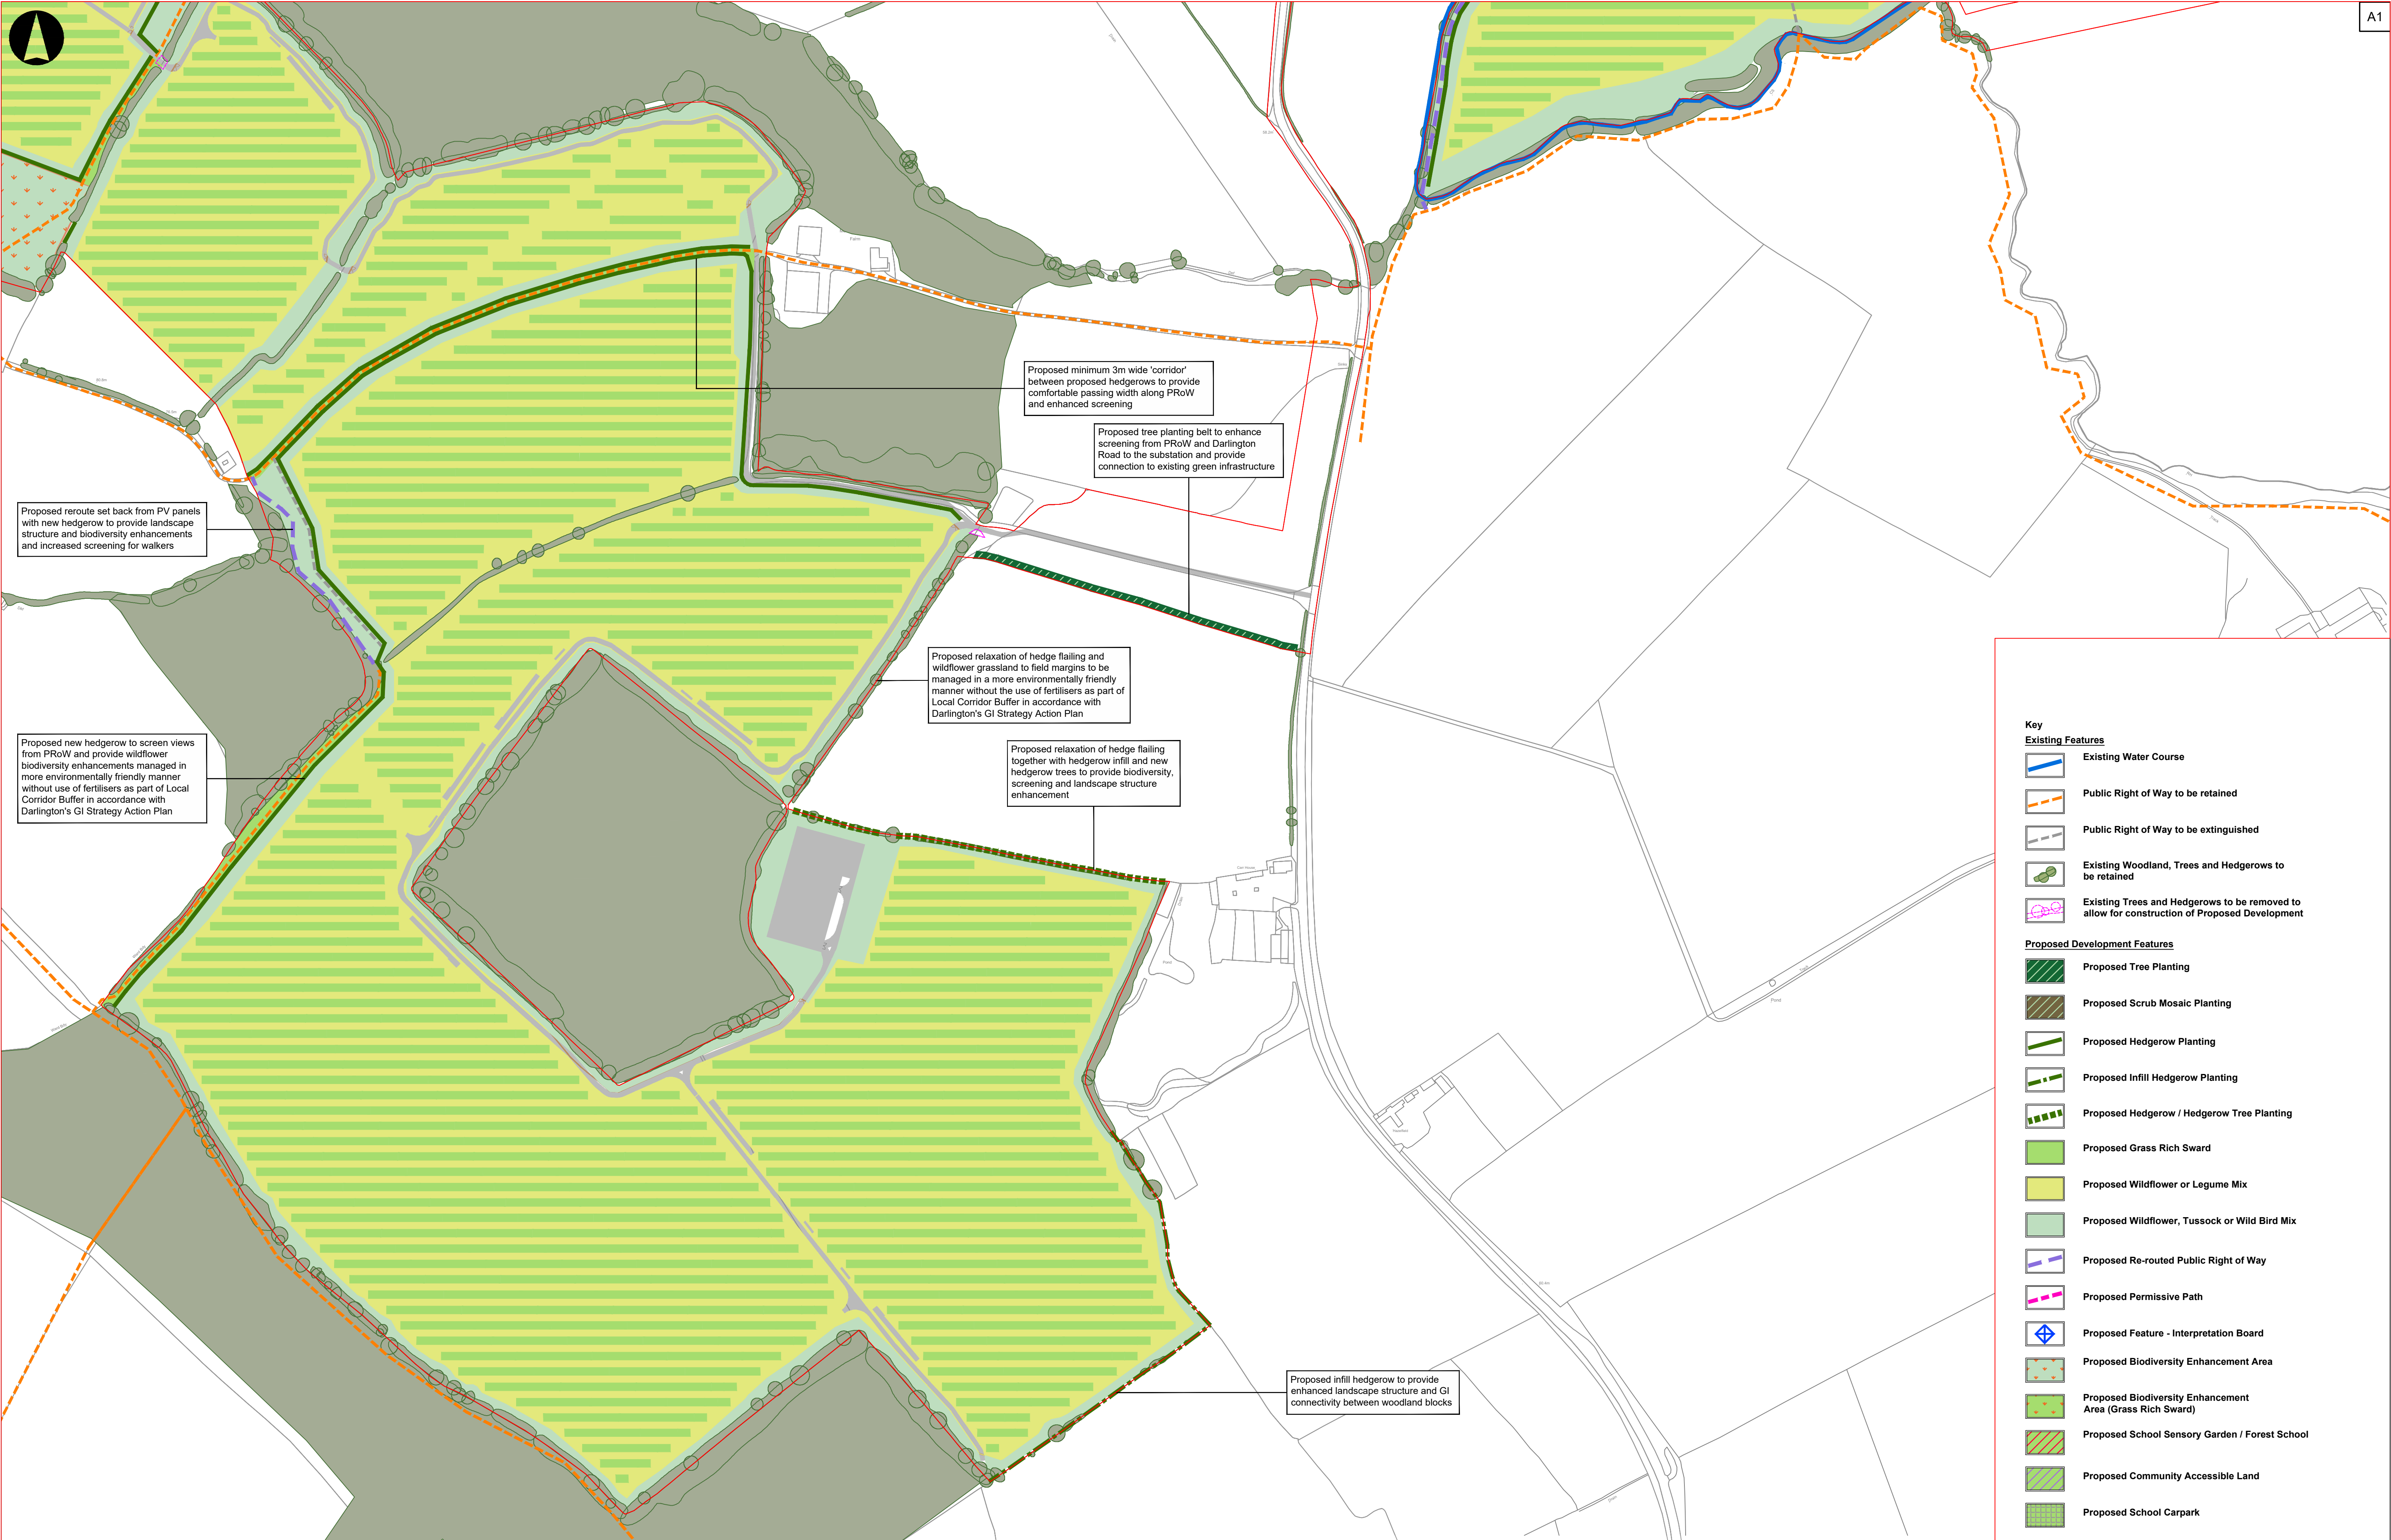 A1
Farm
Proposed minimum 3m wide 'corridor'
between proposed hedgerows to provide
comfortable passing width along PRoW
and enhanced screening
Proposed tree planting belt to enhance
screening from PRoW and Darlington
Road to the substation and provide
connection to existing green infrastructure
Proposed reroute set back from PV panels
with new hedgerow to provide landscape
structure and biodiversity enhancements
and increased screening for walkers
Proposed relaxation of hedge flailing and
wildflower grassland to field margins to be
managed in a more environmentally friendly
manner without the use of fertilisers as part of
Local Corridor Buffer in accordance with
Darlington's GI Strategy Action Plan
Proposed new hedgerow to screen views
from PRoW and provide wildflower
biodiversity enhancements managed in
more environmentally friendly manner
without use of fertilisers as part of Local
Corridor Buffer in accordance with
Darlington's GI Strategy Action Plan
Proposed relaxation of hedge flailing
together with hedgerow infill and new
hedgerow trees to provide biodiversity,
screening and landscape structure
enhancement
Pond
Pond
Proposed infill hedgerow to provide
enhanced landscape structure and GI
connectivity between woodland blocks
Key
Existing Features
Existing Water Course
Public Right of Way to be retained
Public Right of Way to be extinguished
Existing Woodland, Trees and Hedgerows to
be retained
Existing Trees and Hedgerows to be removed to
allow for construction of Proposed Development
Proposed Development Features
Proposed Tree Planting
Proposed Scrub Mosaic Planting
Proposed Hedgerow Planting
Proposed Infill Hedgerow Planting
Proposed Hedgerow / Hedgerow Tree Planting
Proposed Grass Rich Sward
Proposed Wildflower or Legume Mix
Proposed Wildflower, Tussock or Wild Bird Mix
Proposed Re-routed Public Right of Way
Proposed Permissive Path
Proposed Feature - Interpretation Board
Proposed Biodiversity Enhancement Area
Proposed Biodiversity Enhancement
Area (Grass Rich Sward)
Proposed School Sensory Garden / Forest School
Proposed Community Accessible Land
Proposed School Carpark